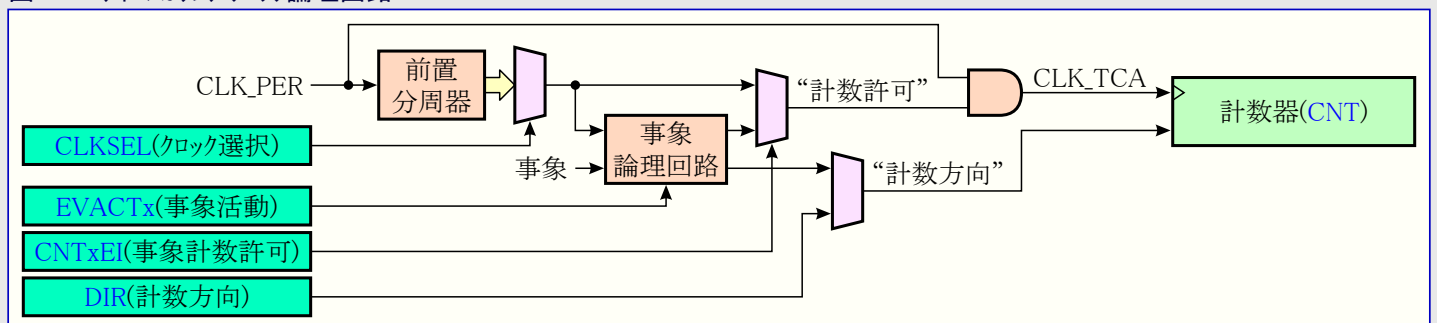 CLK_PER
前置
分周器
"計数許可"
CLK_TCA
計数器(CNT)
CLKSEL(クロック選択)
事象
事象
論理回路
"計数方向"
EVACTx(事象活動)
CNTxEI(事象計数許可)
DIR(計数方向)